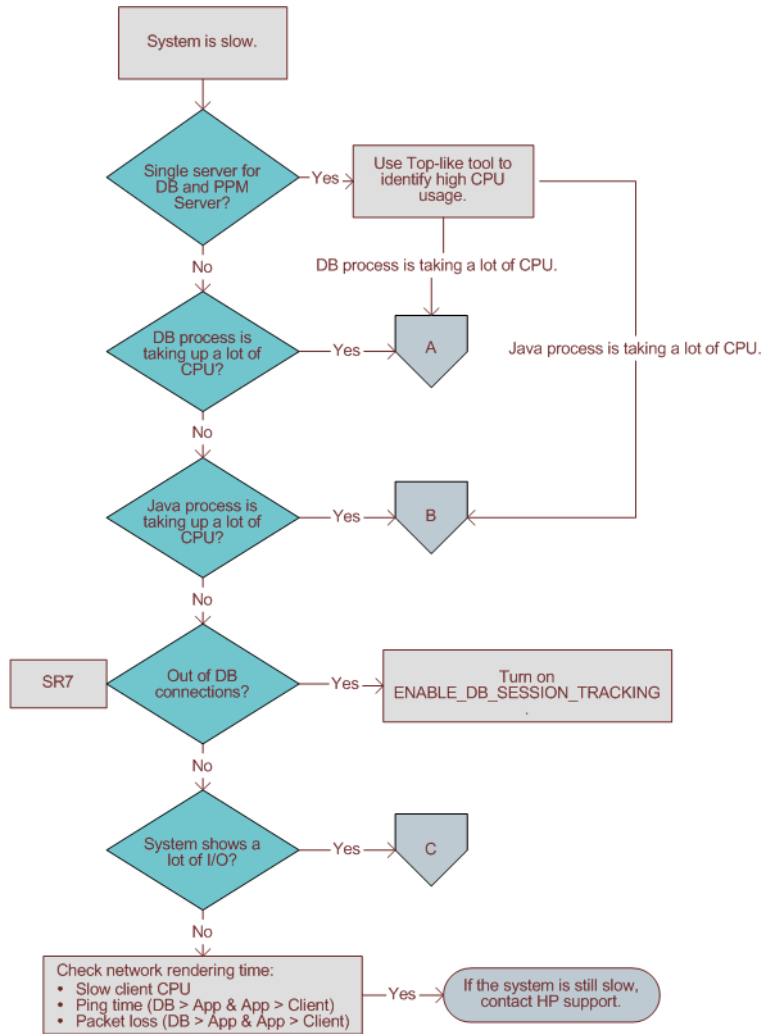 System is slow.
Single server for
DB and PPM
Server?
Yes
Use Top-like tool to
identify high CPU
usage.
No
DB process is taking a lot of CPU.
DB process is
taking up a lot of
CPU?
Yes
A
Java process is taking a lot of CPU.
No
Java process is
taking up a lot of
CPU?
Yes
B
No
SR7
Out of DB
connections?
Yes
Turn on
ENABLE_DB_SESSION_TRACKING
.
No
System shows a
lot of I/O?
Yes
C
No
Check network rendering time:
• Slow client CPU
• Ping time (DB > App & App > Client)
• Packet loss (DB > App & App > Client)
Yes
If the system is still slow,
contact HP support.